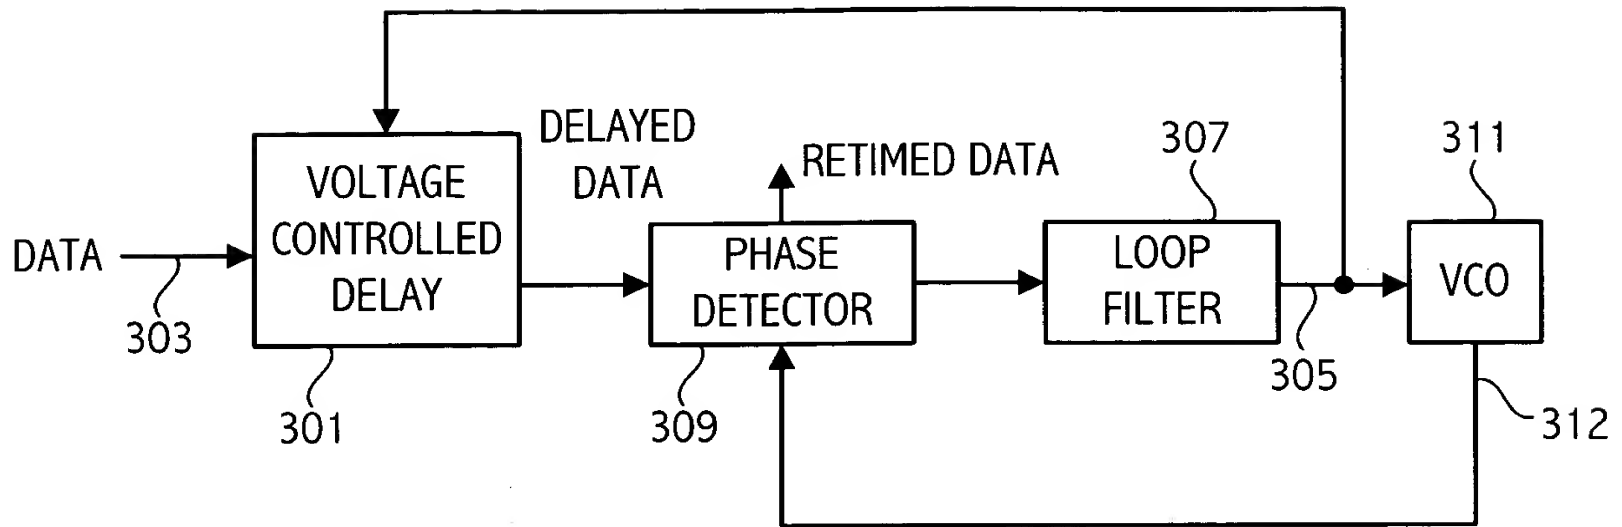 DATA
303
VOLTAGE
CONTROLLED
DELAY
301
DELAYED
DATA
RETIMED DATA
PHASE
DETECTOR
309
307
LOOP
FILTER
305
311
VCO
312